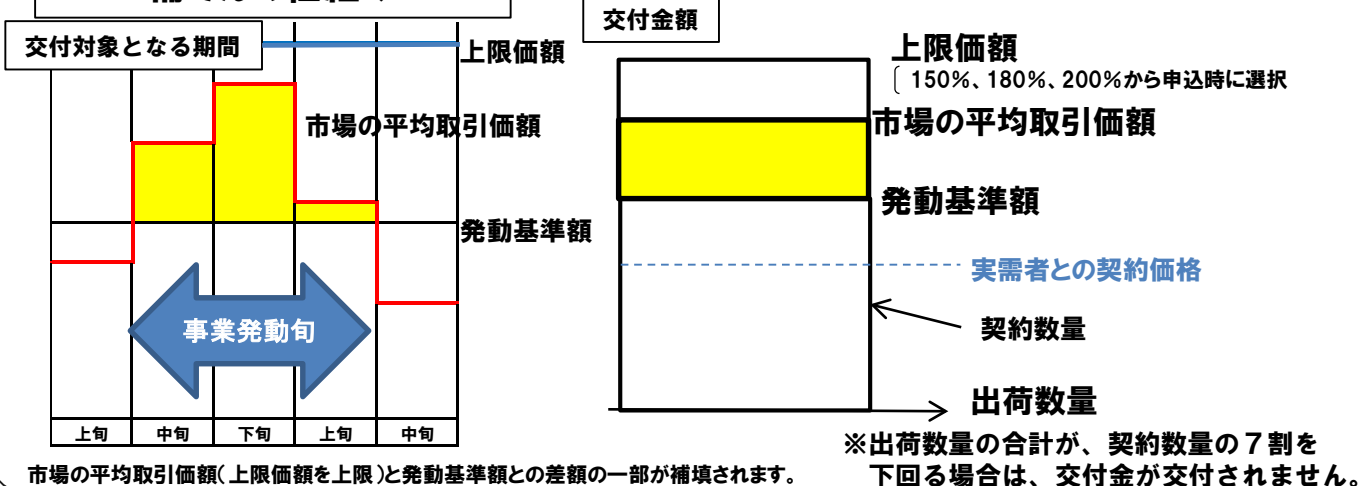 交付対象となる期間
上限価額
市場の平均取引価額
発動基準額
事業発動旬
上旬 中旬 下旬 上旬 中旬
市場の平均取引価額(上限価額を上限)と発動基準額との差額の一部が補填されます。
交付金額
上限価額
150%、180%、200%から申込時に選択
市場の平均取引価額
発動基準額
実需者との契約価格
契約数量
出荷数量
※出荷数量の合計が、契約数量の7割を
下回る場合は、交付金が交付されません。